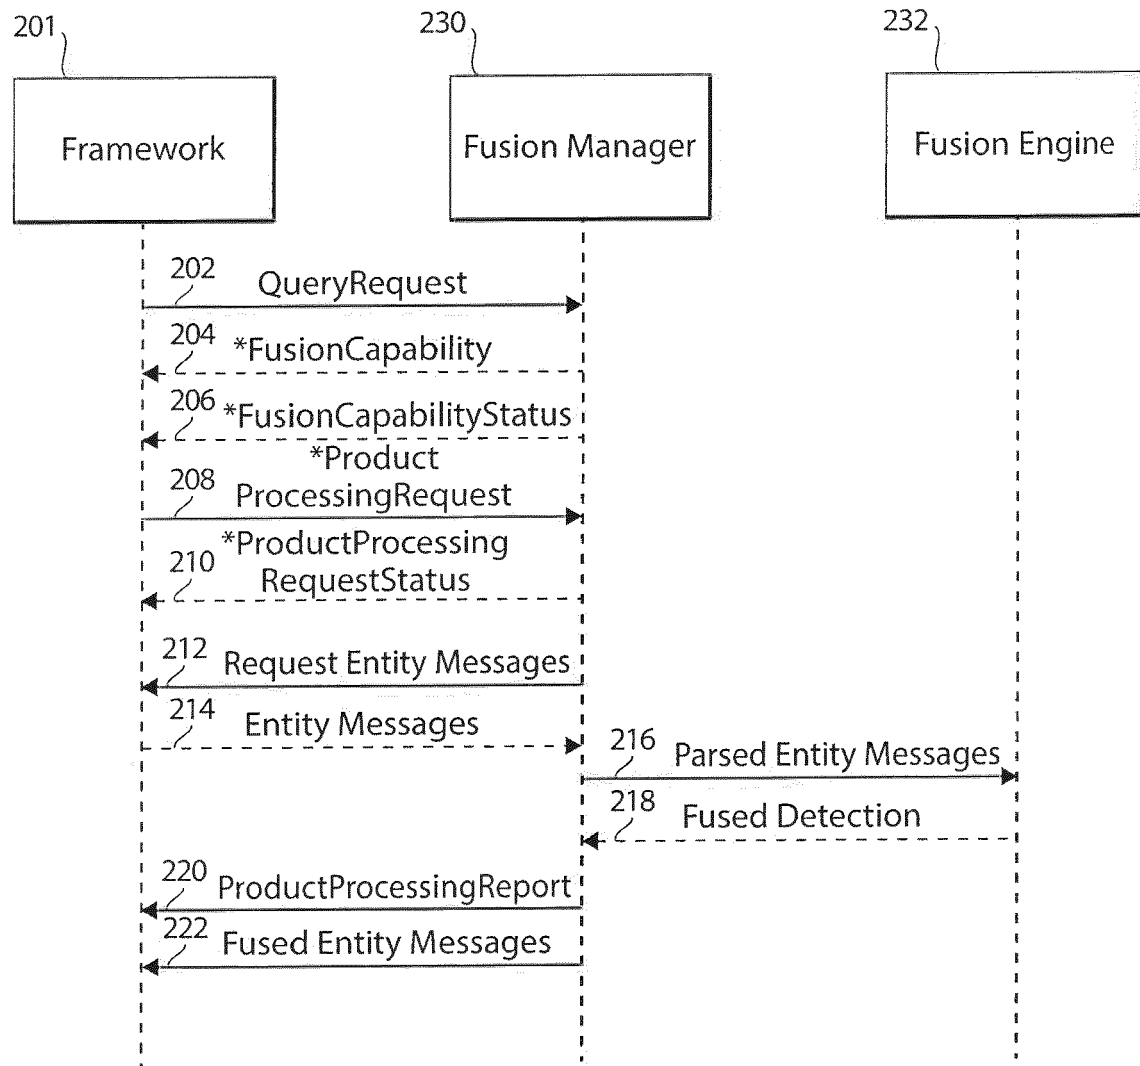 201
230
232
Framework
Fusion Manager
Fusion Engine
202
QueryRequest
204
*FusionCapability
206
*FusionCapabilityStatus
*Product
208
ProcessingRequest
*ProductProcessing
210
RequestStatus
212
Request Entity Messages
214
Entity Messages
216
Parsed Entity Messages
218
Fused Detection
220
ProductProcessingReport
222
Fused Entity Messages